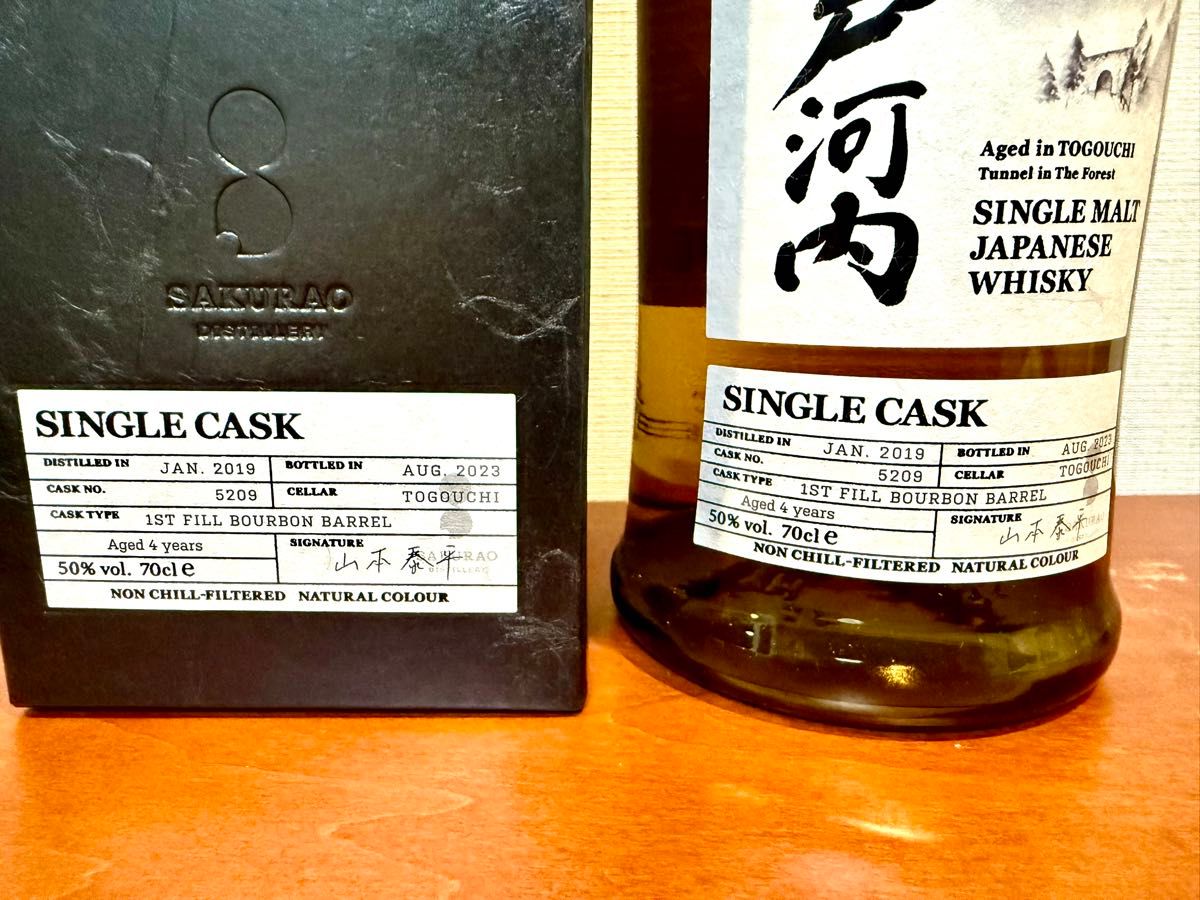 SAKURAO
DISTILLERY
SINGLE CASK
DISTILLED IN JAN. 2019 BOTTLED IN AUG. 2023
CASK NO. 5209 CELLAR TOGOUCHI
CASK TYPE 1ST FILL BOURBON BARREL
Aged 4 years SIGNATURE
50% vol. 70cl e 山本泰平
SAKURAO
DISTILLERY
NON CHILL-FILTERED NATURAL COLOUR
戸河内
Aged in TOGOUCHI
Tunnel in The Forest
SINGLE MALT
JAPANESE
WHISKY
SINGLE CASK
DISTILLED IN JAN. 2019 BOTTLED IN AUG. 2023
CASK NO. 5209 CELLAR TOGOUCHI
CASK TYPE 1ST FILL BOURBON BARREL
Aged 4 years SIGNATURE
50% vol. 70cl e 山本泰平
NON CHILL-FILTERED NATURAL COLOUR